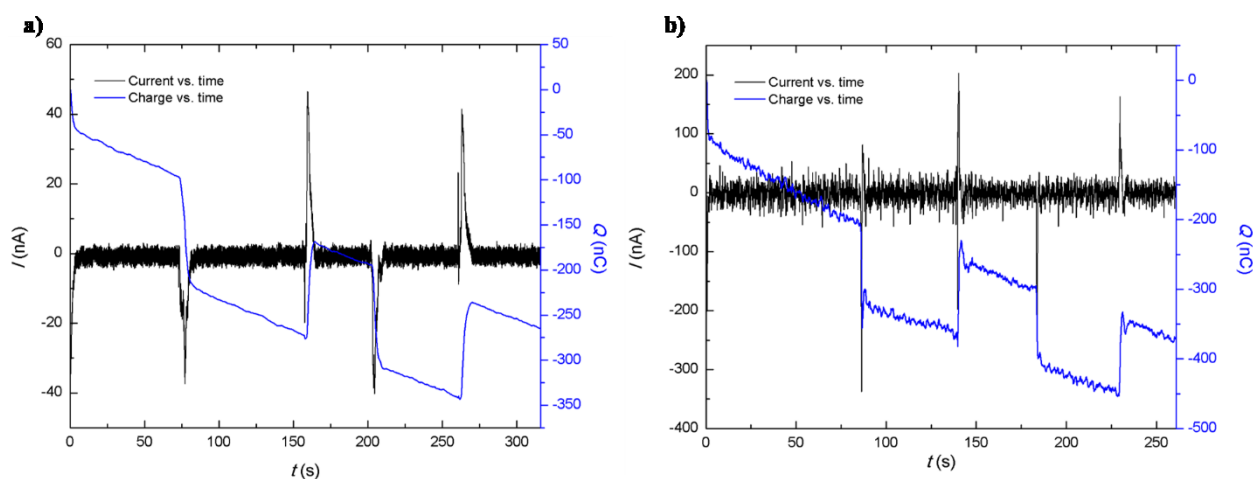 a)
Current vs. time
Charge vs. time
60
40
20
0
-20
-40
I (nA)
50
0
-50
-100
-150
-200
-250
-300
-350
Q (nC)
0 50 100 150 200 250 300
t (s)
b)
Current vs. time
Charge vs. time
200
100
0
-100
-200
-300
-400
I (nA)
0
-100
-200
-300
-400
-500
Q (nC)
0 50 100 150 200 250
t (s)